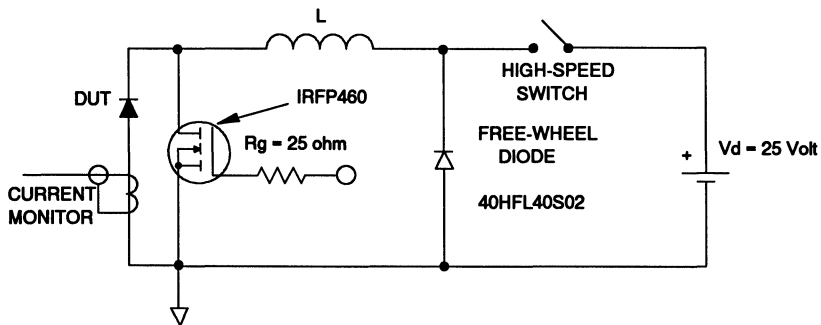 L
HIGH-SPEED
SWITCH
DUT
IRFP460
Rg = 25 ohm
FREE-WHEEL
DIODE
+
Vd = 25 Volt
CURRENT
MONITOR
40HFL40S02